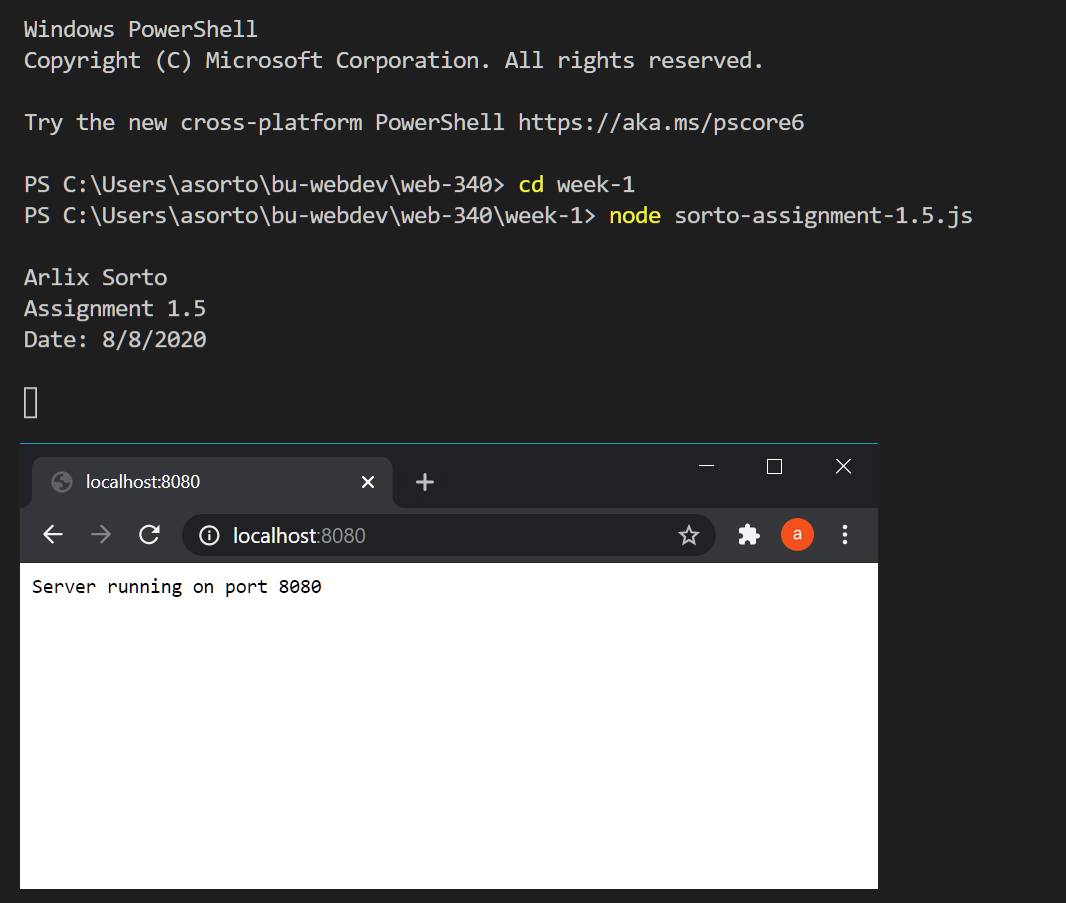 Windows PowerShell
Copyright (C) Microsoft Corporation. All rights reserved.
Try the new cross-platform PowerShell https://aka.ms/pscore6
PS C:\Users\asorto\bu-webdev\web-340> cd week-1
PS C:\Users\asorto\bu-webdev\web-340\week-1> node sorto-assignment-1.5.js
Arlix Sorto
Assignment 1.5
Date: 8/8/2020
localhost:8080
localhost:8080
a
Server running on port 8080